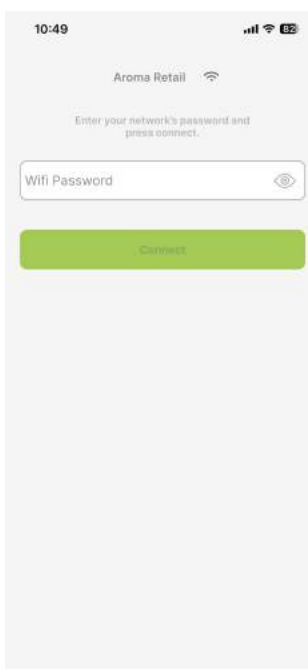 10:49
82
Aroma Retail
Enter your network's password and
press connect.
Wifi Password
Connect